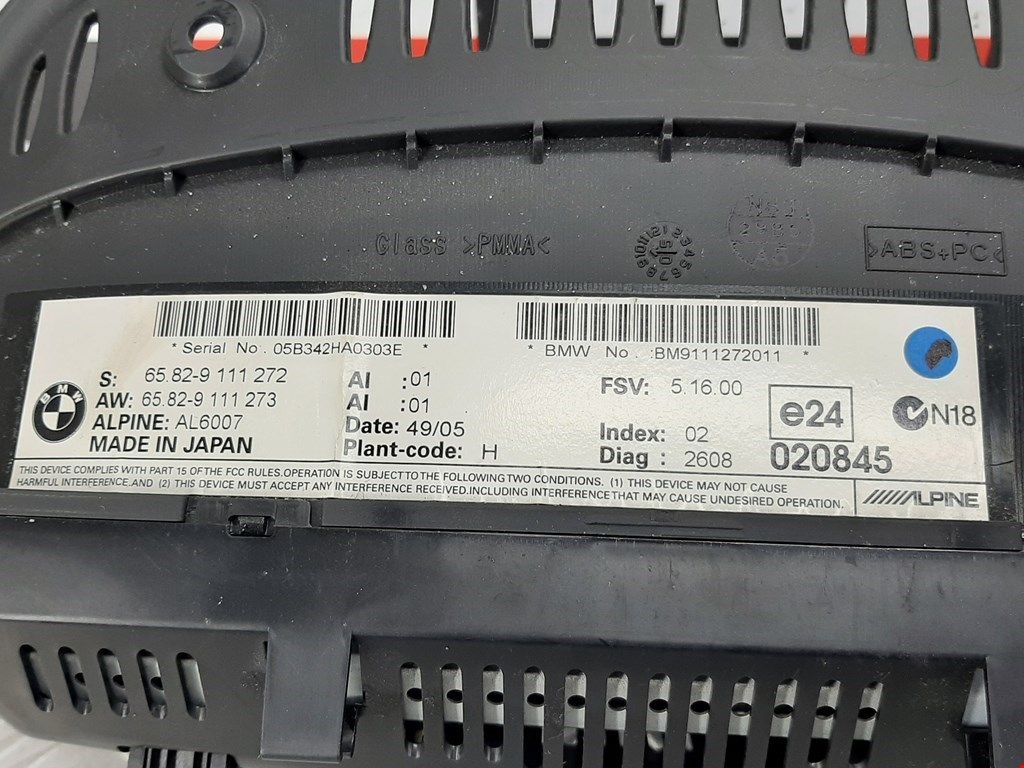 Glass >PMMA<
>ABS+PC<
* Serial No . 05B342HA0303E *
* BMW No . :BM9111272011 *
S: 65.82-9 111 272
AW: 65.82-9 111 273
ALPINE: AL6007
MADE IN JAPAN
AI :01
AI :01
Date: 49/05
Plant-code: H
FSV: 5.16.00
Index: 02
Diag : 2608
e24
020845
N18
BMW
THIS DEVICE COMPLIES WITH PART 15 OF THE FCC RULES.OPERATION IS SUBJECT TO THE FOLLOWING TWO CONDITIONS. (1) THIS DEVICE MAY NOT CAUSE
HARMFUL INTERFERENCE.AND (2) THIS DEVICE MUST ACCEPT ANY INTERFERENCE RECEIVED.INCLUDING INTERFERENCE THAT MAY CAUSE UNDESIRED OPERATION.
ALPINE